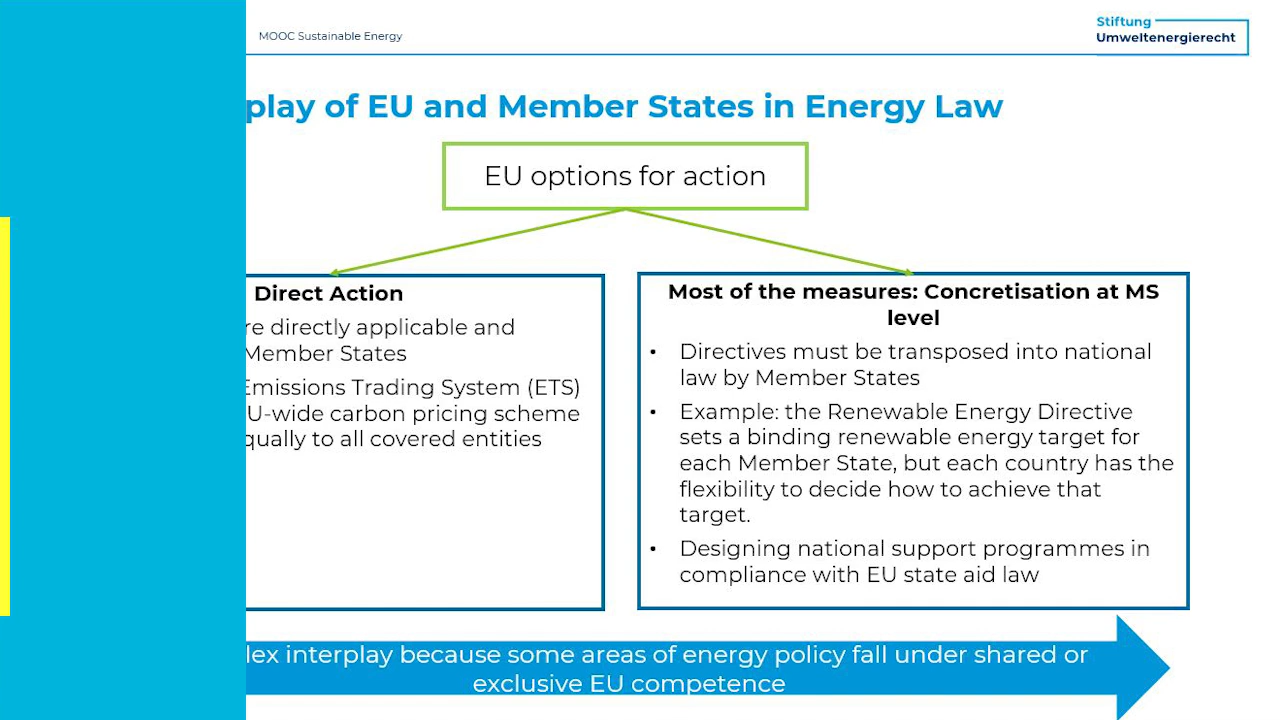 MOOC Sustainable Energy
Stiftung
Umweltenergierecht
play of EU and Member States in Energy Law
EU options for action
Direct Action
re directly applicable and
Member States
Emissions Trading System (ETS)
U-wide carbon pricing scheme
qually to all covered entities
Most of the measures: Concretisation at MS
level
• Directives must be transposed into national
law by Member States
• Example: the Renewable Energy Directive
sets a binding renewable energy target for
each Member State, but each country has the
flexibility to decide how to achieve that
target.
• Designing national support programmes in
compliance with EU state aid law
lex interplay because some areas of energy policy fall under shared or
exclusive EU competence